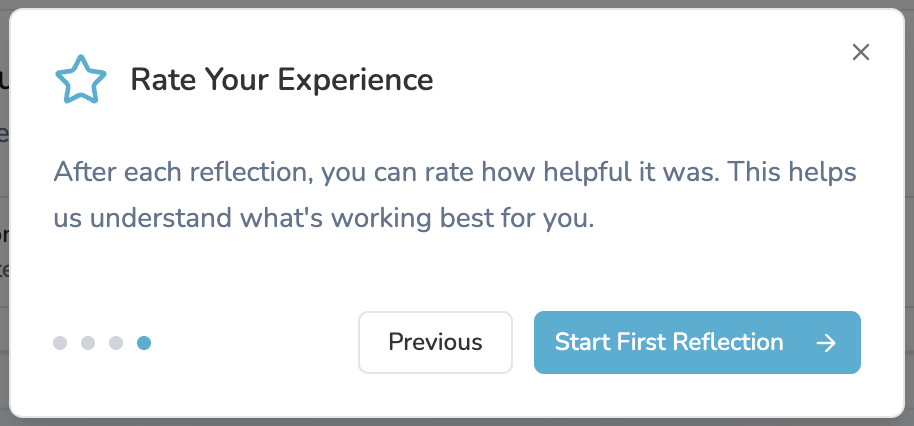 Rate Your Experience
After each reflection, you can rate how helpful it was. This helps
us understand what's working best for you.
Previous
Start First Reflection